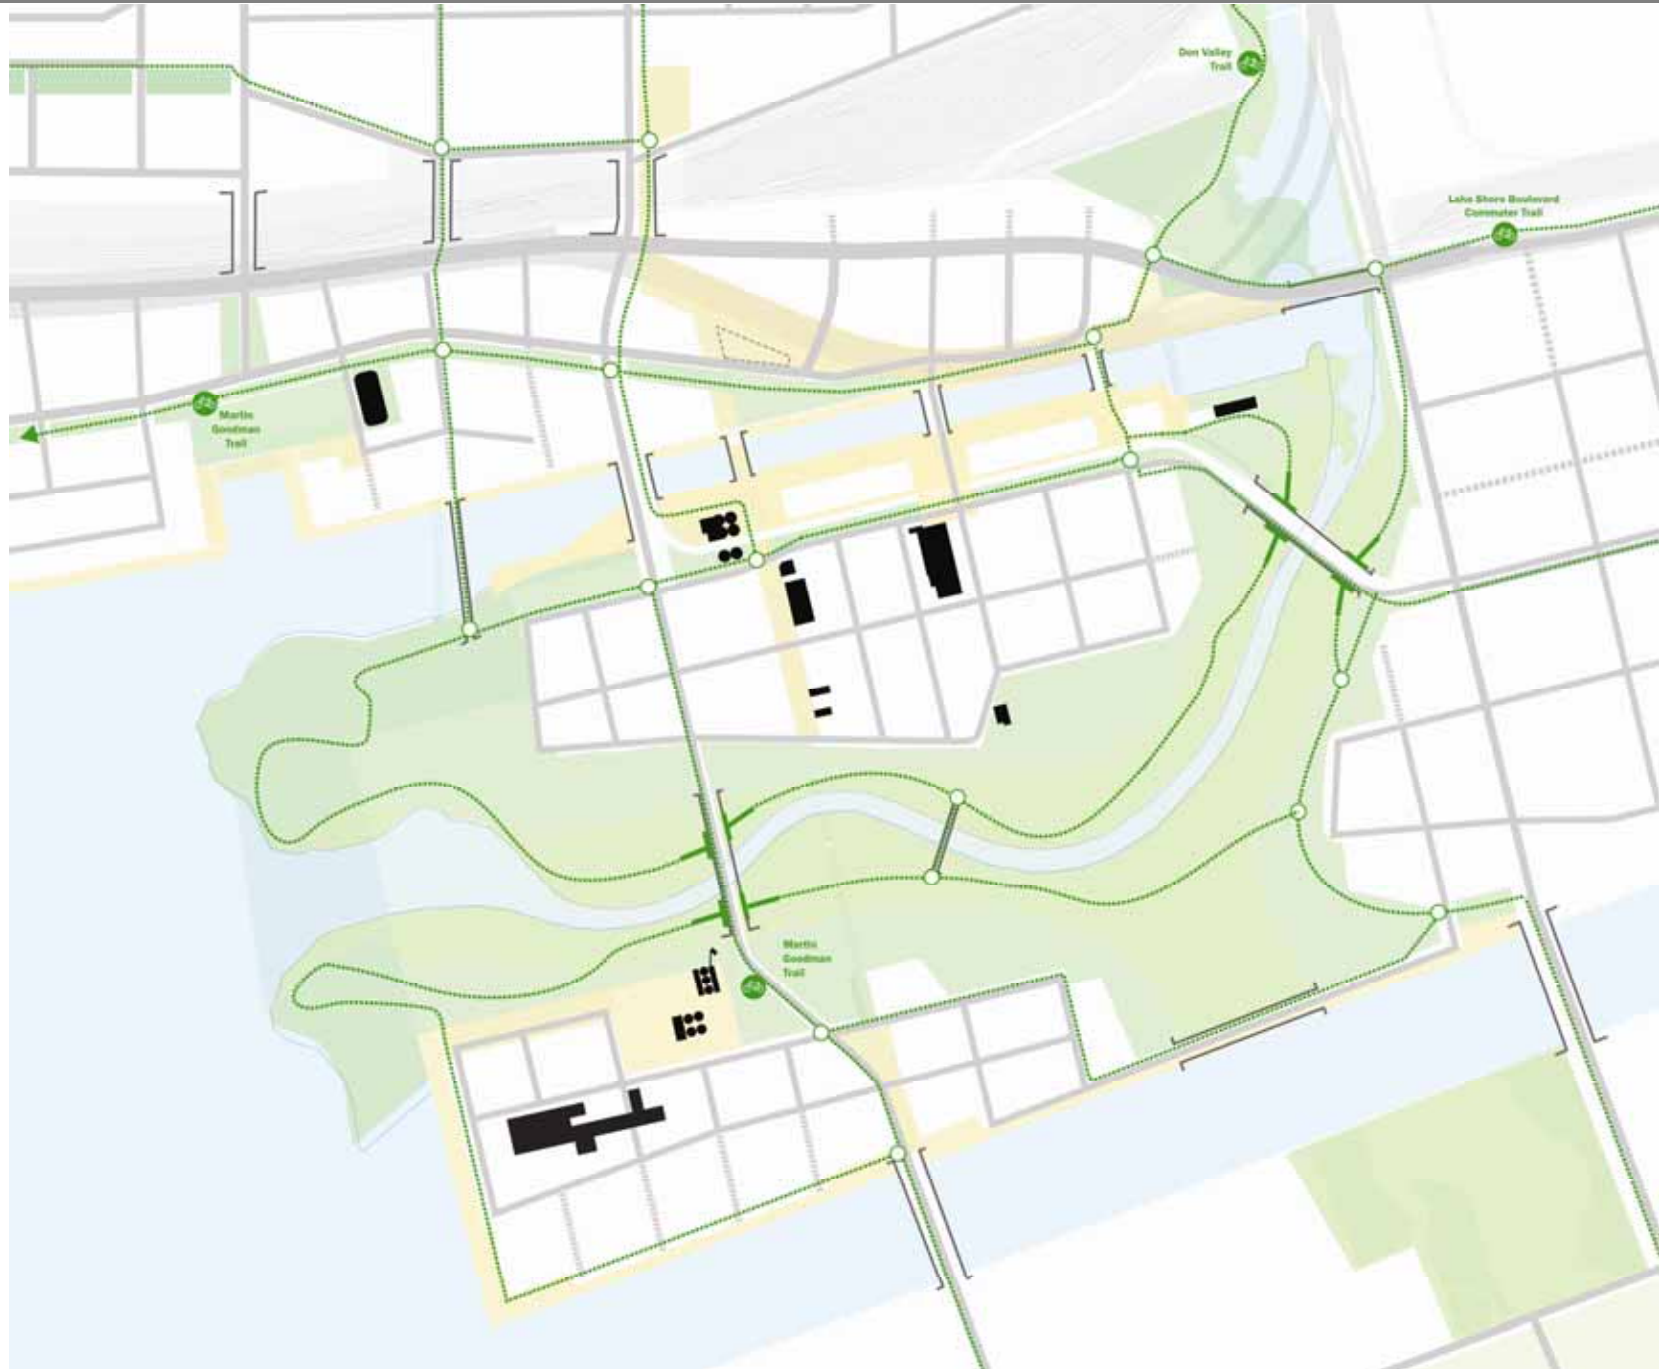 Don Valley
Trail
Lake Shore Boulevard
Commuter Trail
Martin
Goodman
Trail
Martin
Goodman
Trail